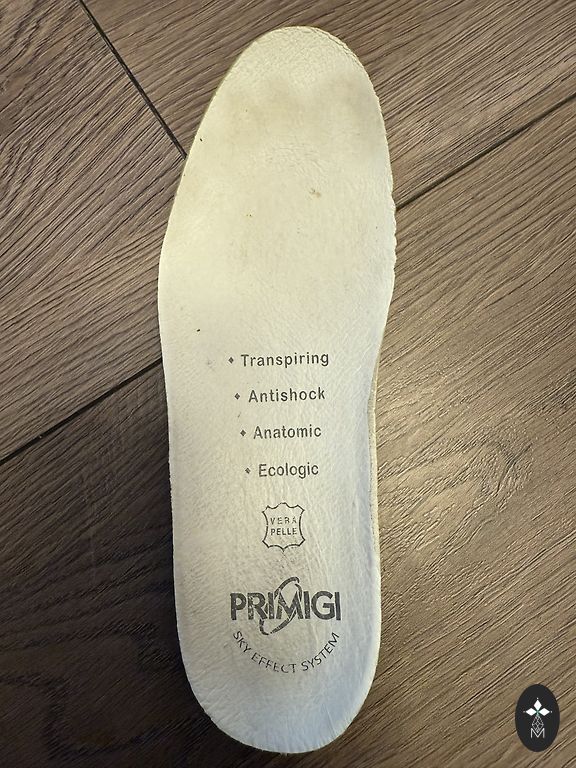 Transpiring
Antishock
Anatomic
Ecologic
VERA
PELLE
PRIMIGI
SKY EFFECT SYSTEM
M